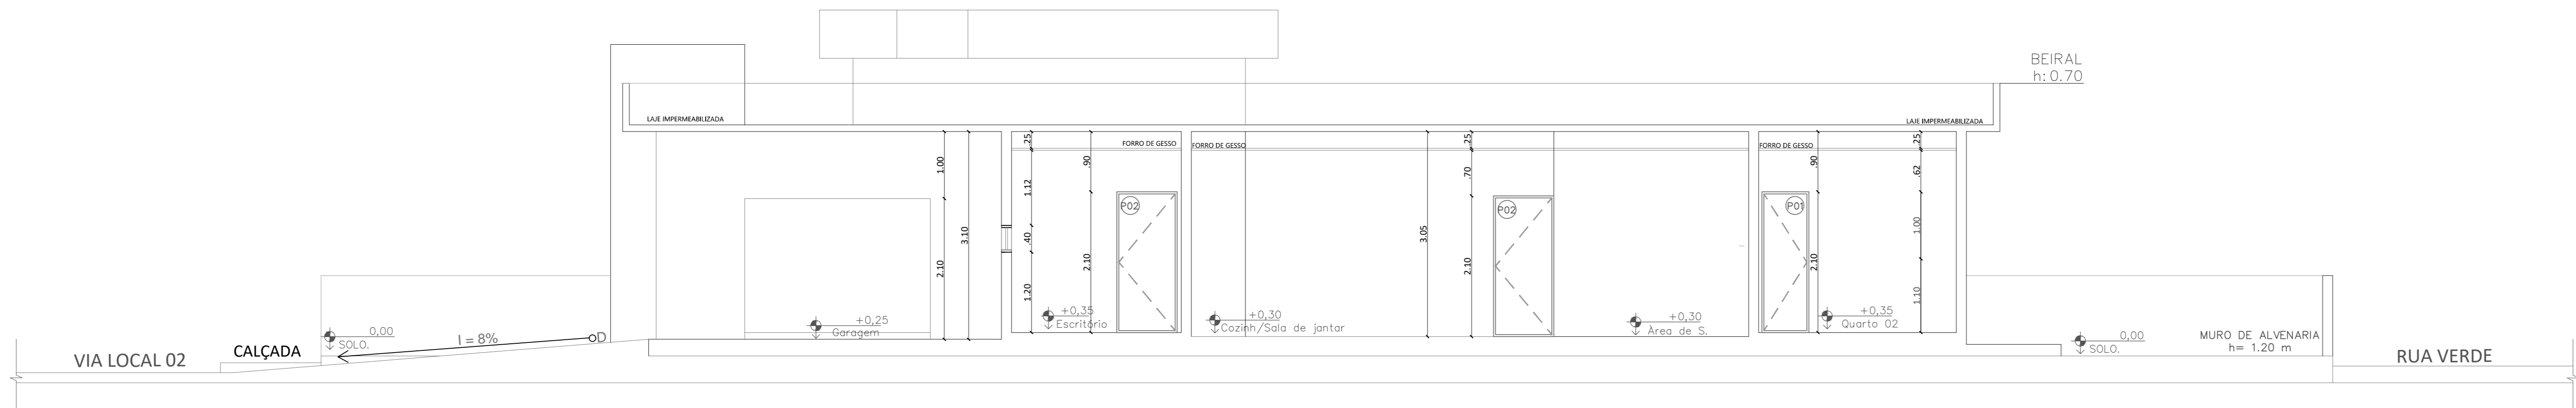 BEIRAL
h: 0.70
LAJE IMPERMEABILIZADA
LAJE IMPERMEABILIZADA
.25
.90
FORRO DE GESSO
FORRO DE GESSO
.25
FORRO DE GESSO
.90
.25
1.00
1.12
.70
.62
P02
P02
P01
3.10
2.10
.40
2.10
1.20
3.05
2.10
2.10
1.00
1.10
+0,25
Garagem
+0,35
Escritório
+0,30
Cozinh/Sala de jantar
+0,30
Àrea de S.
+0,35
Quarto 02
0,00
SOLO.
I = 8%
D
CALÇADA
VIA LOCAL 02
0,00
SOLO.
MURO DE ALVENARIA
h= 1.20 m
RUA VERDE